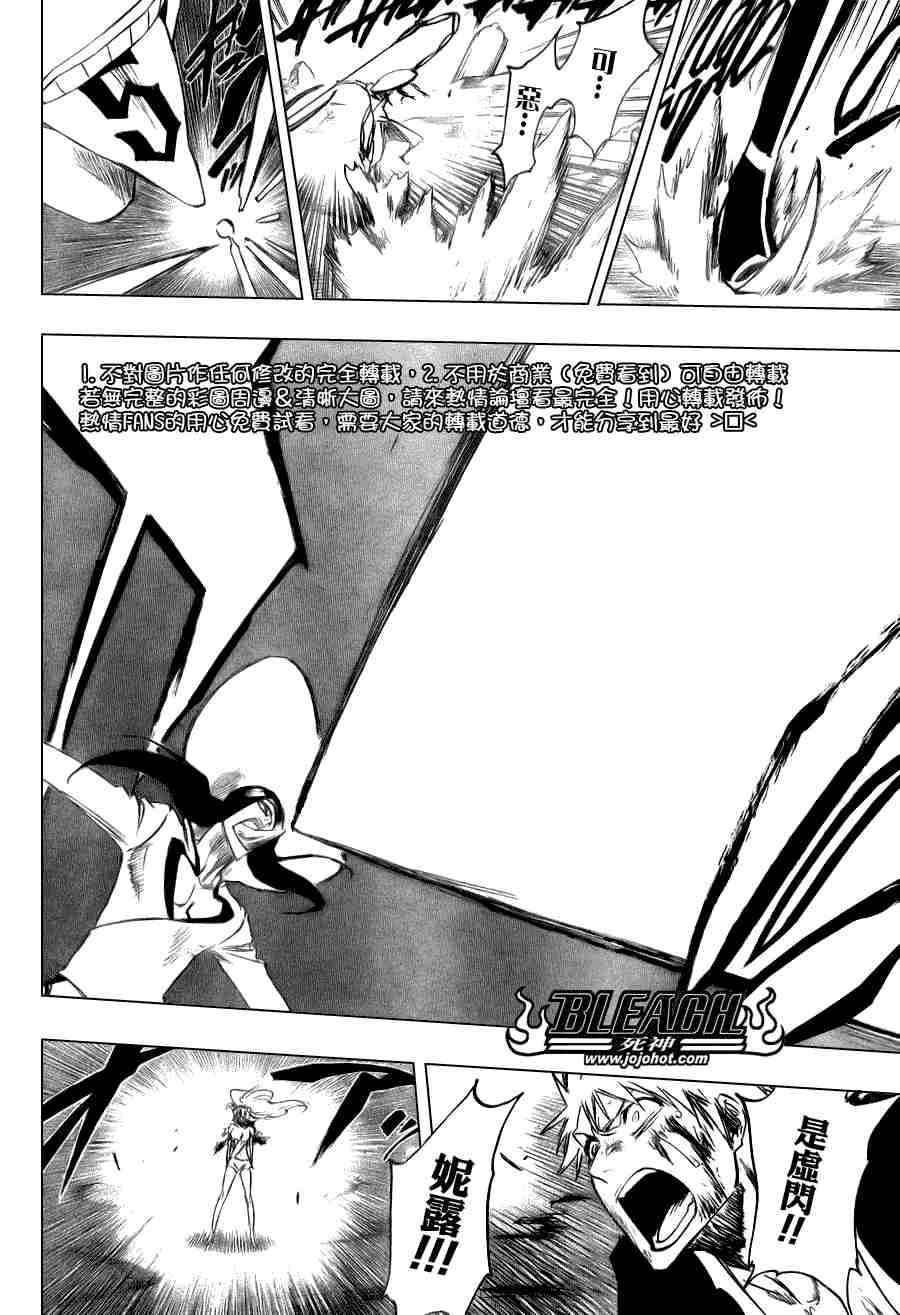 可…
惡…
1. 不對圖片作任何修改的完全轉載，2. 不用於商業（免費看到）可自由轉載
若無完整的彩圖周漫&清晰大圖，請來熱情論壇看最完全！用心轉載發佈！
熱情FANS的用心免費試看，需要大家的轉載道德，才能分享到最好 >□<
BLEACH
死神
www.jojohot.com
是虛閃!!
妮露!!!
5